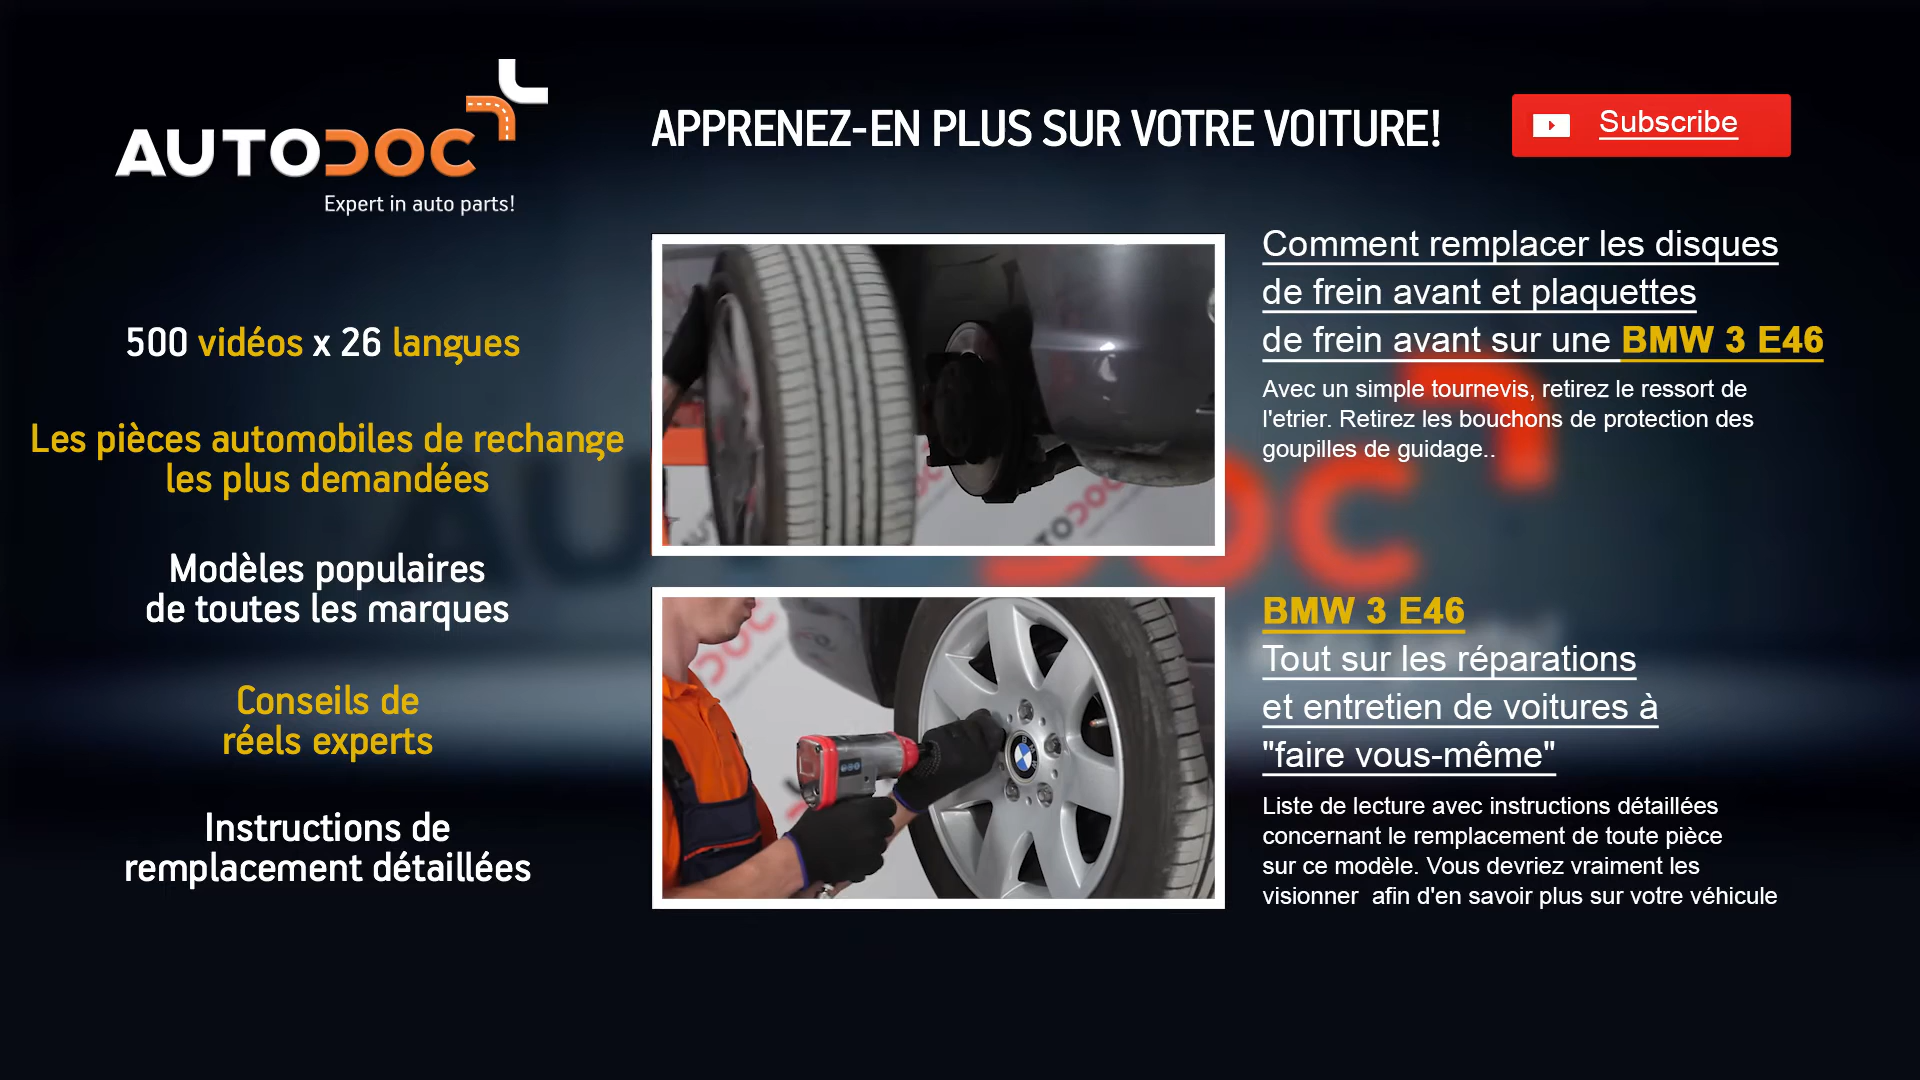 AUTODOC
Expert in auto parts!
APPRENEZ-EN PLUS SUR VOTRE VOITURE!
Subscribe
500 vidéos x 26 langues
Les pièces automobiles de rechange
les plus demandées
Modèles populaires
de toutes les marques
Conseils de
réels experts
Instructions de
remplacement détaillées
Comment remplacer les disques
de frein avant et plaquettes
de frein avant sur une BMW 3 E46
Avec un simple tournevis, retirez le ressort de
l'etrier. Retirez les bouchons de protection des
goupilles de guidage..
BMW 3 E46
Tout sur les réparations
et entretien de voitures à
"faire vous-même"
Liste de lecture avec instructions détaillées
concernant le remplacement de toute pièce
sur ce modèle. Vous devriez vraiment les
visionner  afin d'en savoir plus sur votre véhicule